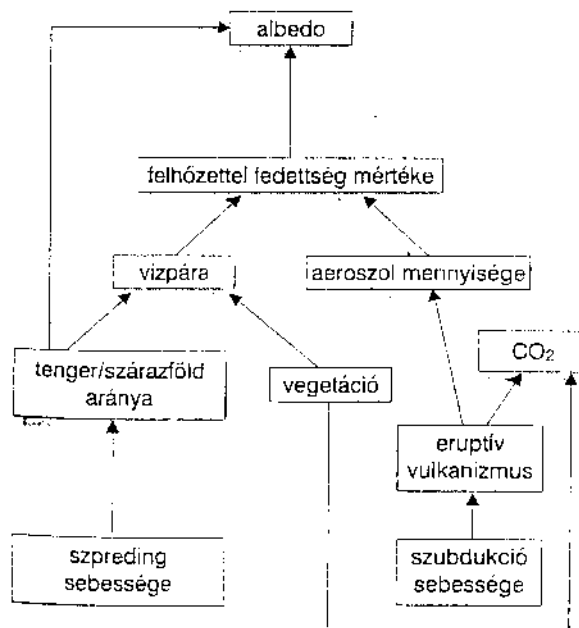 albedo
felhőzettel fedettség mértéke
vízpára
aeroszol mennyisége
CO₂
tenger/szárazföld
aránya
vegetáció
eruptív
vulkanizmus
szpreding
sebessége
szubdukció
sebessége